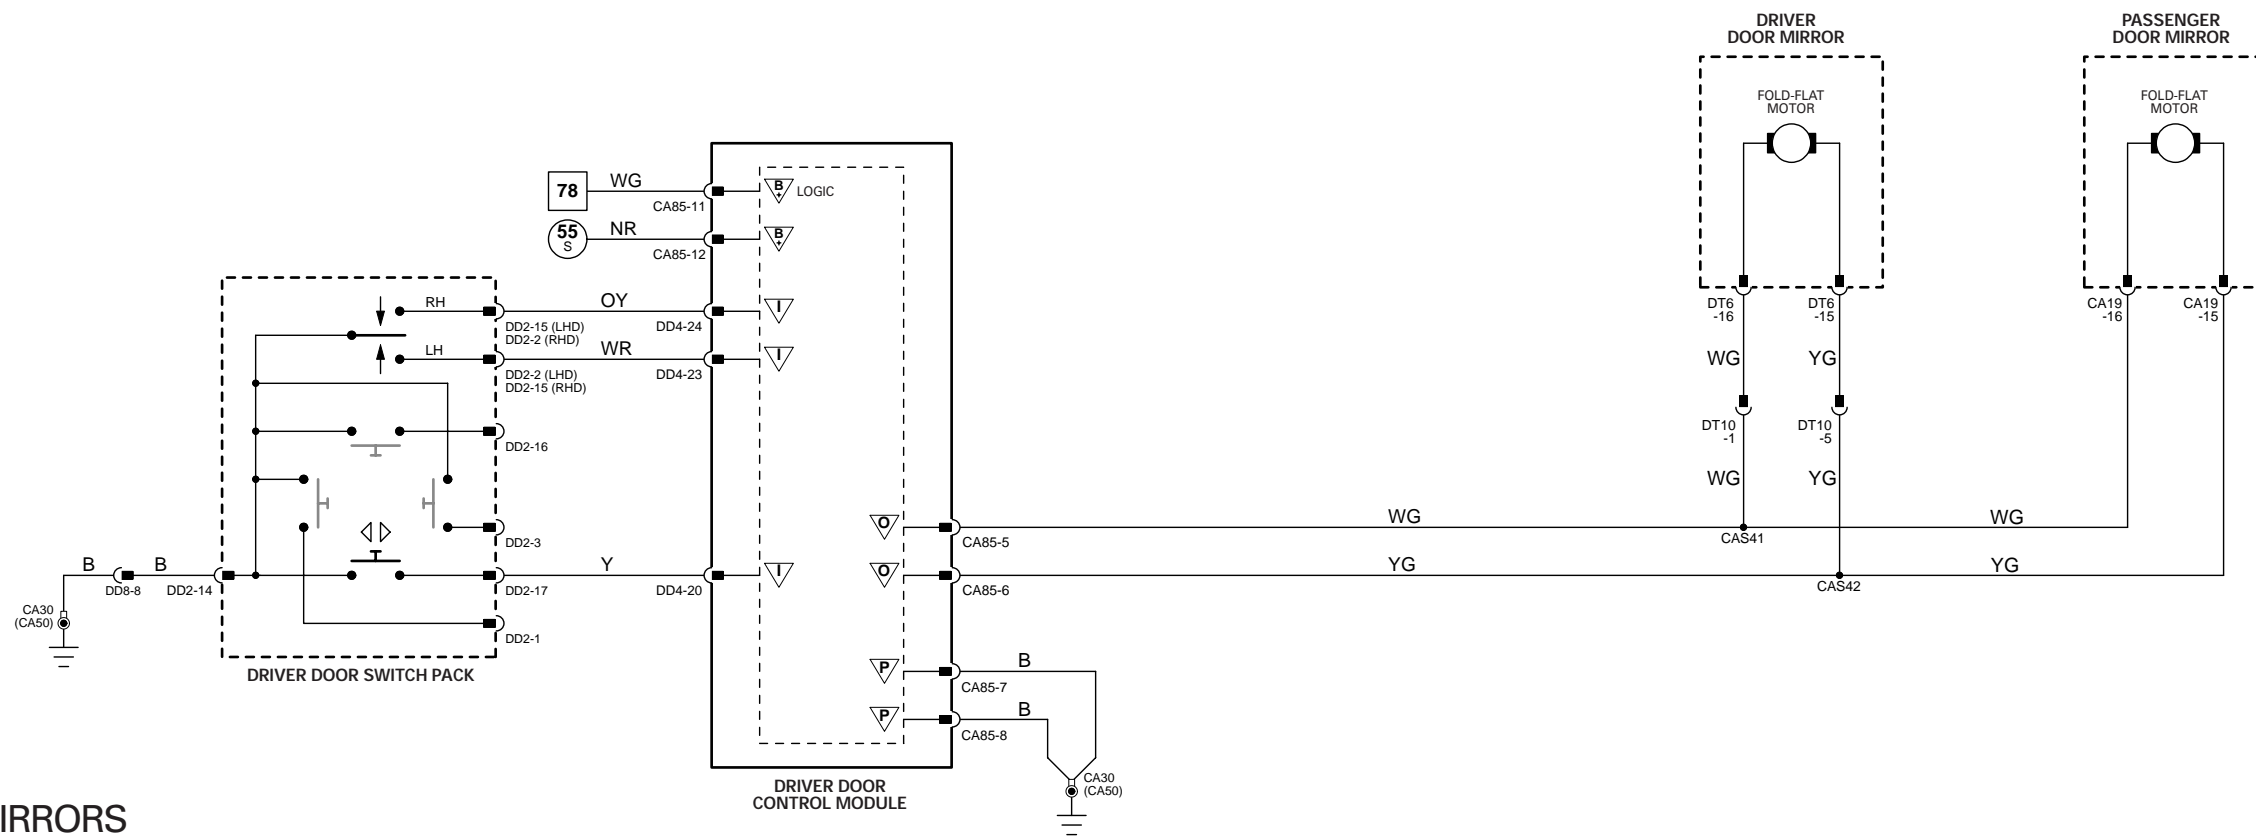 DRIVER
DOOR MIRROR
PASSENGER
DOOR MIRROR
FOLD-FLAT
MOTOR
FOLD-FLAT
MOTOR
78
WG
CA85-11
B
+
LOGIC
55
S
NR
CA85-12
B
+
RH
OY
DD2-15 (LHD)
DD2-2 (RHD)
DD4-24
I
LH
WR
DD2-2 (LHD)
DD2-15 (RHD)
DD4-23
I
DT6
-16
DT6
-15
CA19
-16
CA19
-15
WG
YG
DT10
-1
DT10
-5
WG
YG
DD2-16
DD2-3
O
CA85-5
WG
CAS41
WG
B
DD8-8
B
DD2-14
DD2-17
Y
DD4-20
I
O
CA85-6
YG
CAS42
YG
CA30
(CA50)
DD2-1
DRIVER DOOR SWITCH PACK
P
CA85-7
B
P
CA85-8
B
CA30
(CA50)
DRIVER DOOR
CONTROL MODULE
IRRORS